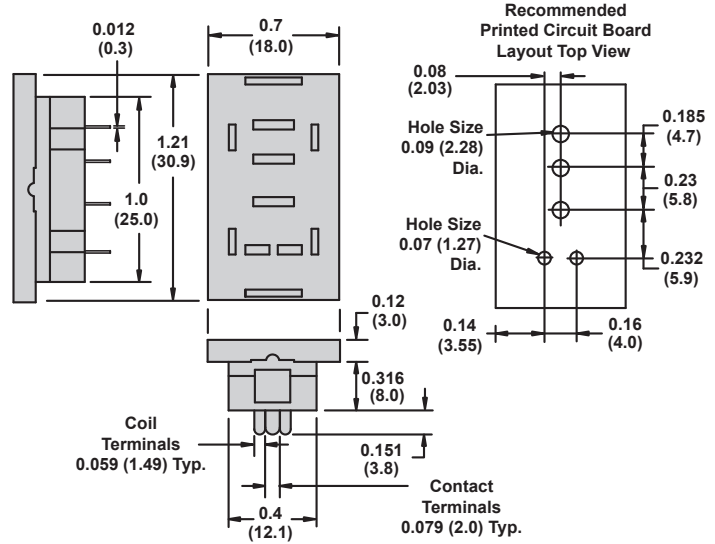 Recommended
Printed Circuit Board
Layout Top View
0.012
(0.3)
0.7
(18.0)
0.08
(2.03)
1.21
(30.9)
1.0
(25.0)
Hole Size
0.09 (2.28)
Dia.
0.185
(4.7)
0.23
(5.8)
Hole Size
0.07 (1.27)
Dia.
0.232
(5.9)
0.12
(3.0)
0.14
(3.55)
0.16
(4.0)
0.316
(8.0)
Coil
Terminals
0.059 (1.49) Typ.
0.151
(3.8)
Contact
Terminals
0.079 (2.0) Typ.
0.4
(12.1)